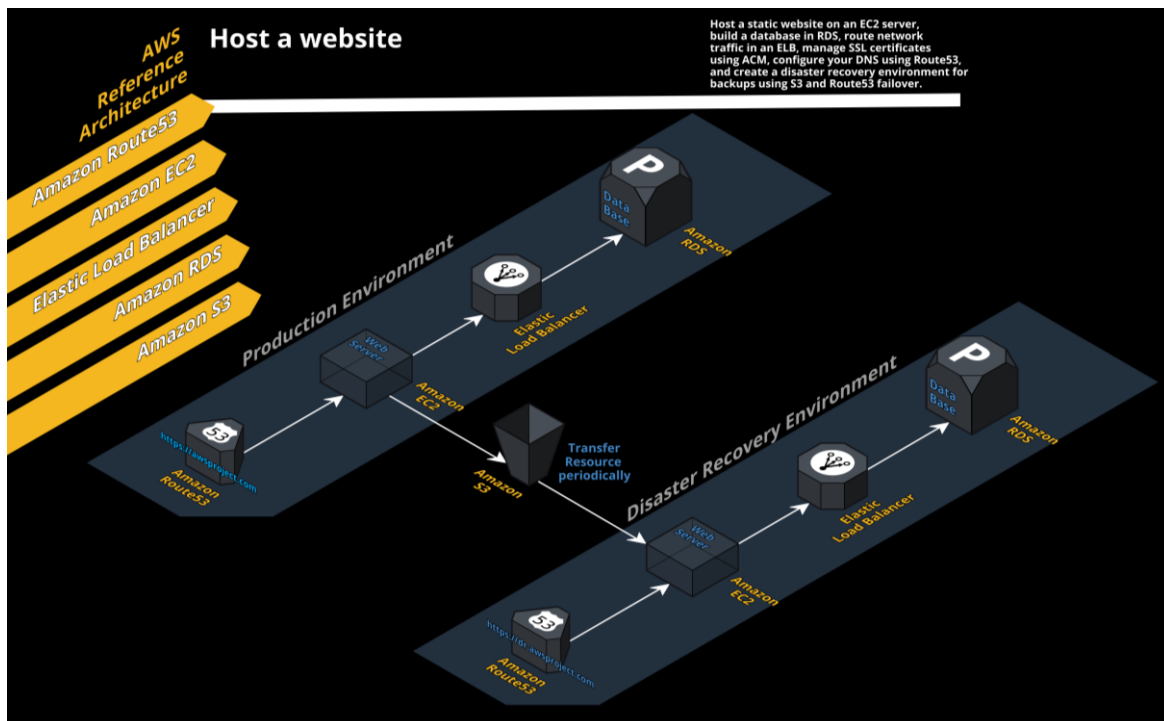 AWS
Reference
Architecture
Host a website
Host a static website on an EC2 server,
build a database in RDS, route network
traffic in an ELB, manage SSL certificates
using ACM, configure your DNS using Route53,
and create a disaster recovery environment for
backups using S3 and Route53 failover.
Amazon Route53
Amazon EC2
Elastic Load Balancer
Amazon RDS
Amazon S3
Production Environment
53
https://awsproject.com
Amazon
Route53
Web
Server
Amazon
EC2
Elastic
Load Balancer
P
Data
Base
Amazon
RDS
Amazon
S3
Transfer
Resource
periodically
Disaster Recovery Environment
53
https://dr.awsproject.com
Amazon
Route53
Web
Server
Amazon
EC2
Elastic
Load Balancer
P
Data
Base
Amazon
RDS